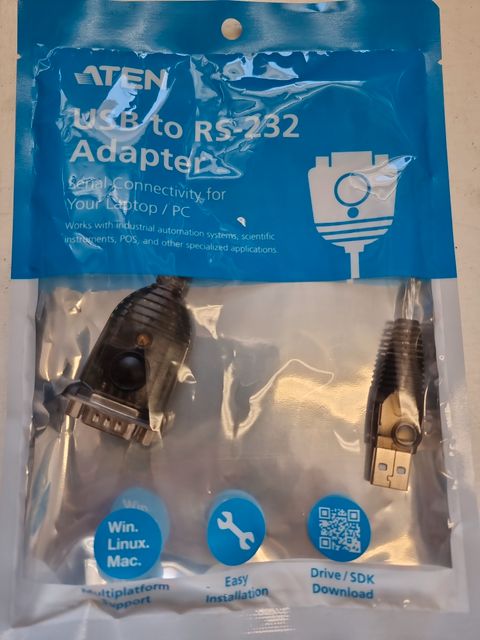 ATEN
USB to RS-232
Adapter
Serial Connectivity for
Your Laptop / PC
Works with industrial automation systems, scientific
instruments, POS, and other specialized applications.
Win.
Linux.
Mac.
Multiplatform
Support
Easy
Installation
Drive / SDK
Download